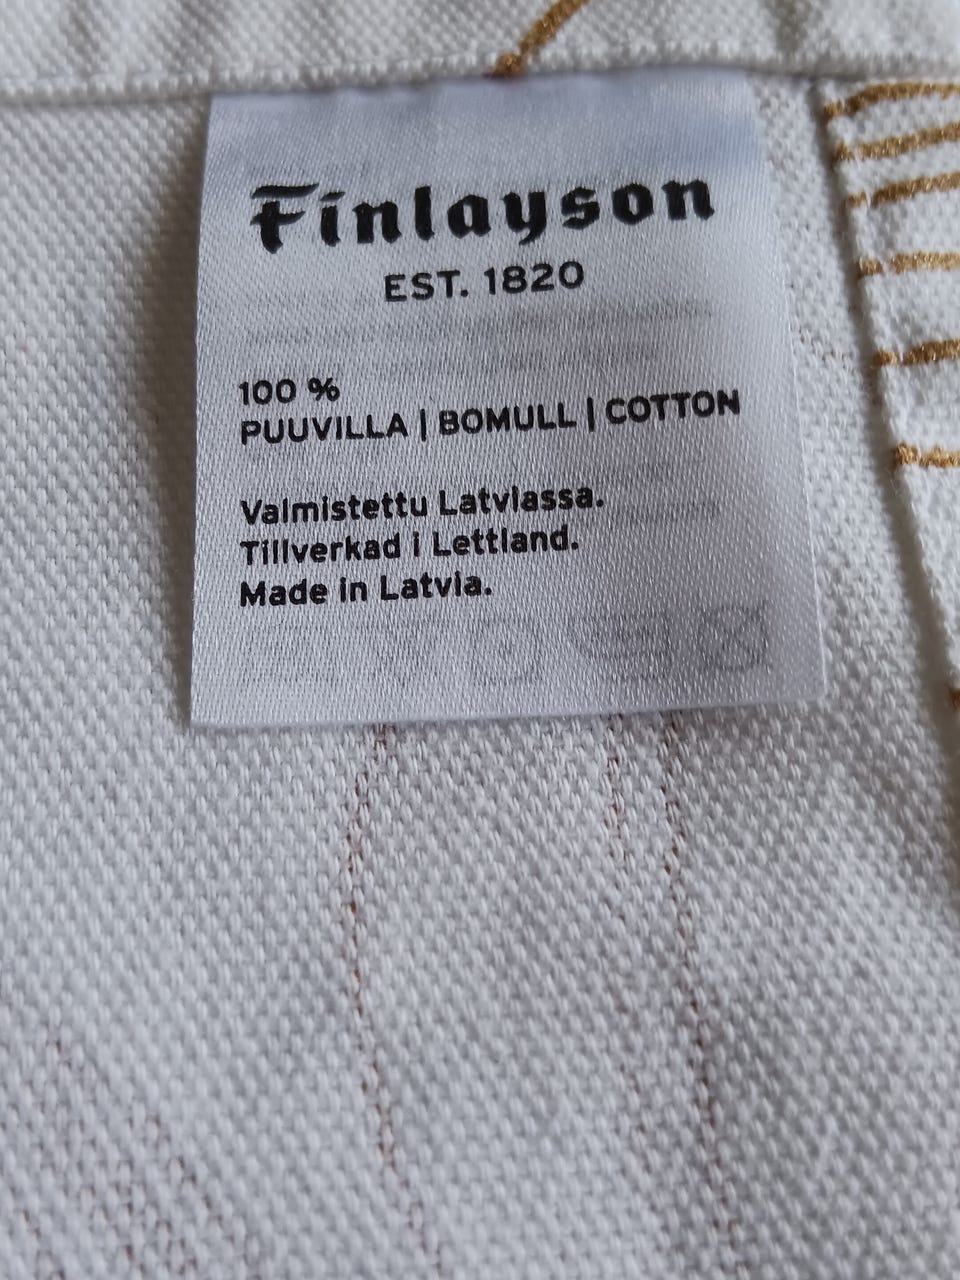 Finlayson
EST. 1820
100 %
PUUVILLA | BOMULL | COTTON
Valmistettu Latviassa.
Tillverkad i Lettland.
Made in Latvia.